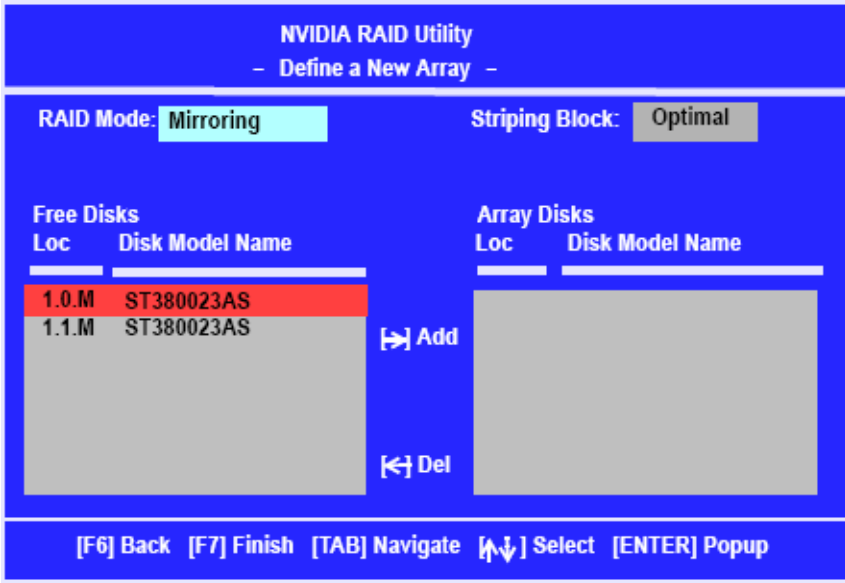 NVIDIA RAID Utility
– Define a New Array –
RAID Mode: Mirroring Striping Block: Optimal
Free Disks Array Disks
Loc Disk Model Name Loc Disk Model Name
1.0.M ST380023AS
1.1.M ST380023AS
[→] Add
[←] Del
[F6] Back [F7] Finish [TAB] Navigate [↑↓] Select [ENTER] Popup